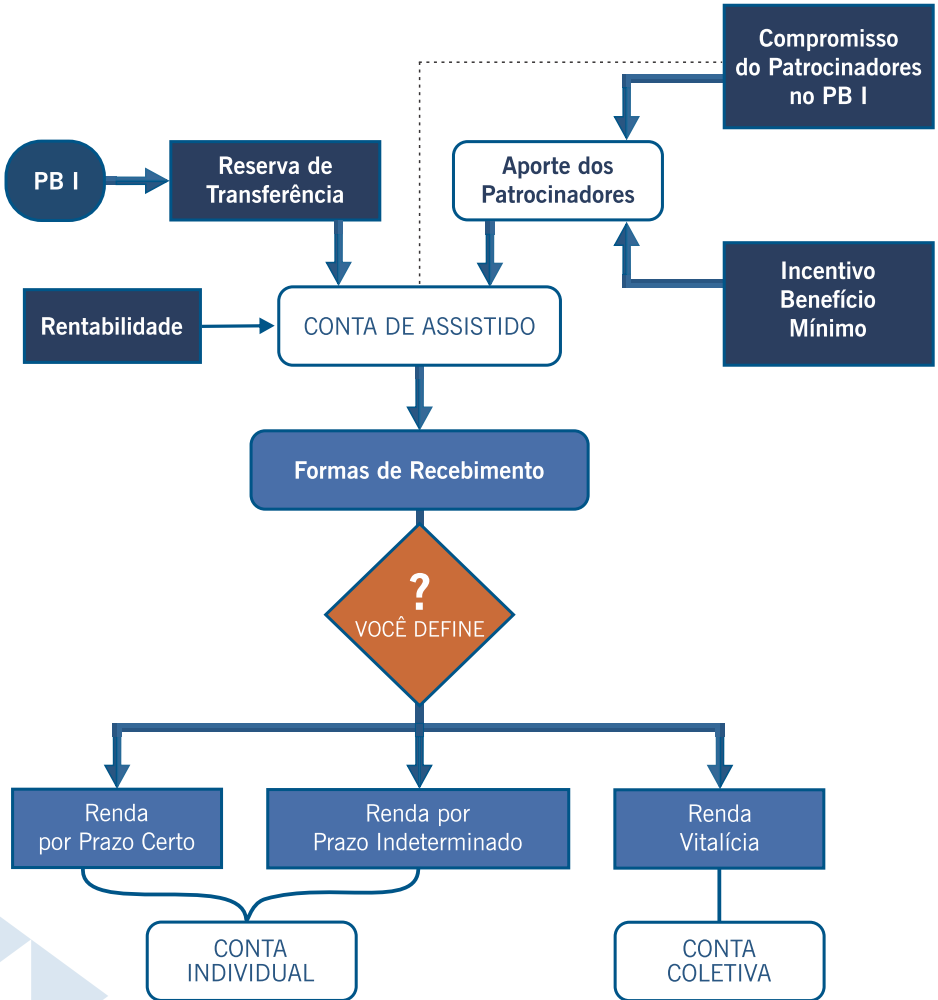 Compromisso
do Patrocinadores
no PB I
PB I
Reserva de
Transferência
Aporte dos
Patrocinadores
Rentabilidade
CONTA DE ASSISTIDO
Incentivo
Benefício
Mínimo
Formas de Recebimento
?
VOCÊ DEFINE
Renda
por Prazo Certo
Renda por
Prazo Indeterminado
Renda
Vitalícia
CONTA
INDIVIDUAL
CONTA
COLETIVA